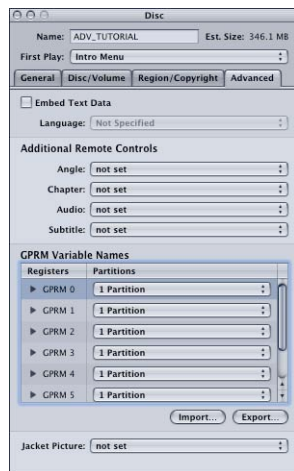 Disc
Name: ADV_TUTORIAL Est. Size: 346.1 MB
First Play: Intro Menu
General Disc/Volume Region/Copyright Advanced
Embed Text Data
Language: Not Specified
Additional Remote Controls
Angle: not set
Chapter: not set
Audio: not set
Subtitle: not set
GPRM Variable Names
Registers Partitions
GPRM 0 1 Partition
GPRM 1 1 Partition
GPRM 2 1 Partition
GPRM 3 1 Partition
GPRM 4 1 Partition
GPRM 5 1 Partition
Import... Export...
Jacket Picture: not set